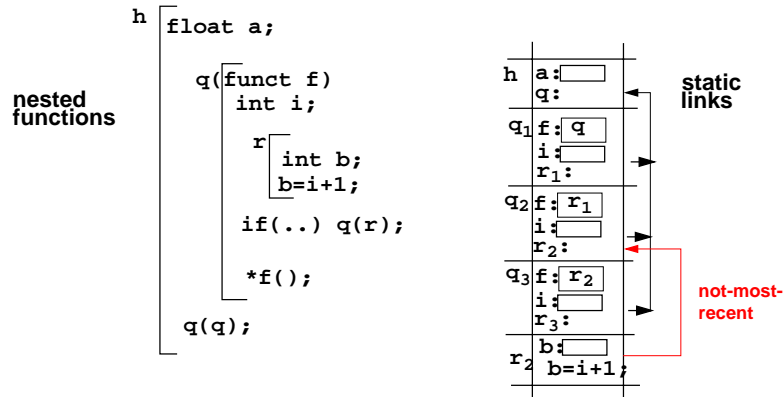 h
float a;
nested
functions
q(funct f)
int i;
r
int b;
b=i+1;
if(..) q(r);
*f();
q(q);
h a:
q:
static
links
q1 f: q
i:
r1:
q2 f: r1
i:
r2:
q3 f: r2
i:
r3:
not-most-
recent
r2 b:
b=i+1;